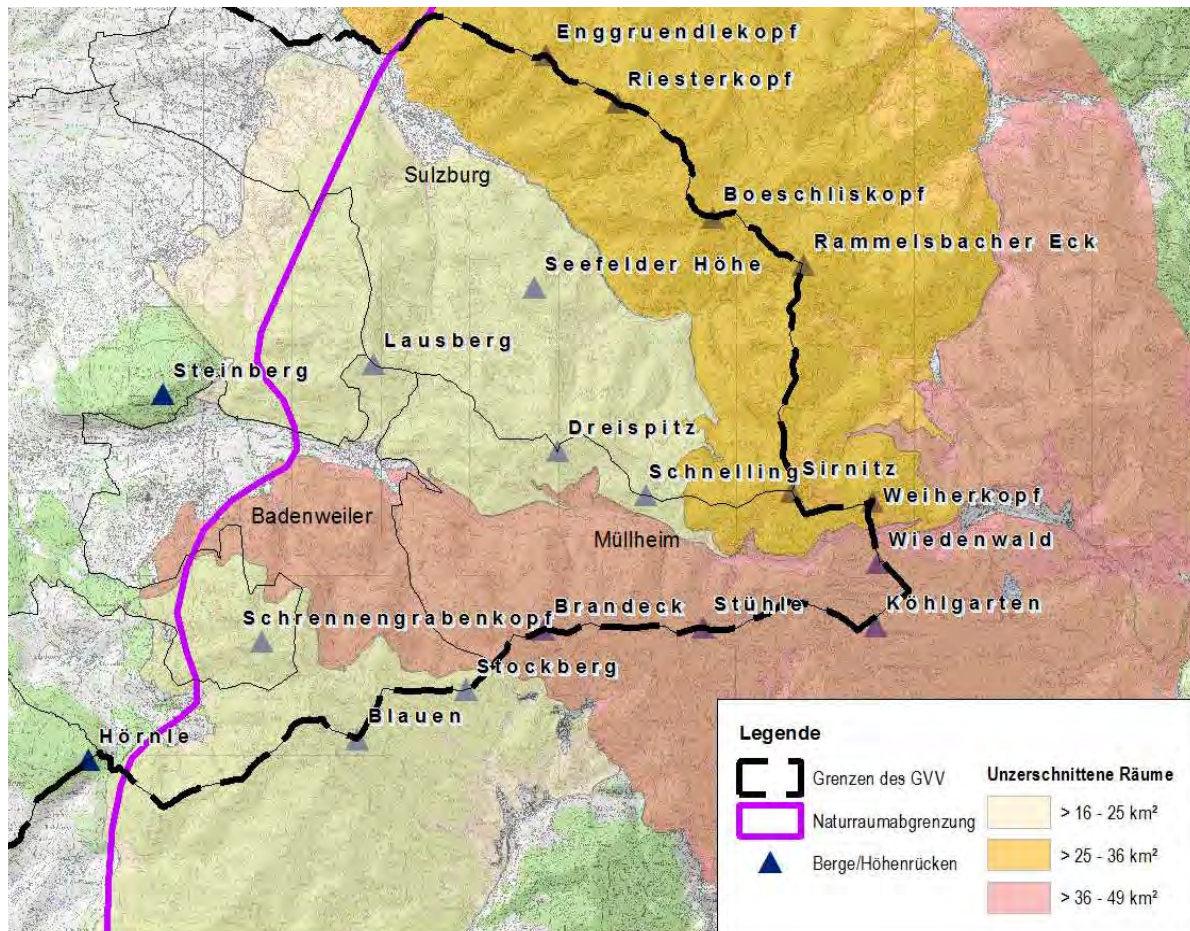 Enggruendlekopf
Riesterkopf
Sulzburg
Boeschliskopf
Rammelsbacher Eck
Seefelder Höhe
Lausberg
Steinberg
Dreispitz
Schnelling
Sirnitz
Weiherkopf
Badenweiler
Müllheim
Wiedenwald
Schrennengrabenkopf
Brandeck
Stühle
Köhlgarten
Stockberg
Blauen
Hörnle
Legende
Grenzen des GVV
Naturraumabgrenzung
Berge/Höhenrücken
Unzerschnittene Räume
> 16 - 25 km²
> 25 - 36 km²
> 36 - 49 km²